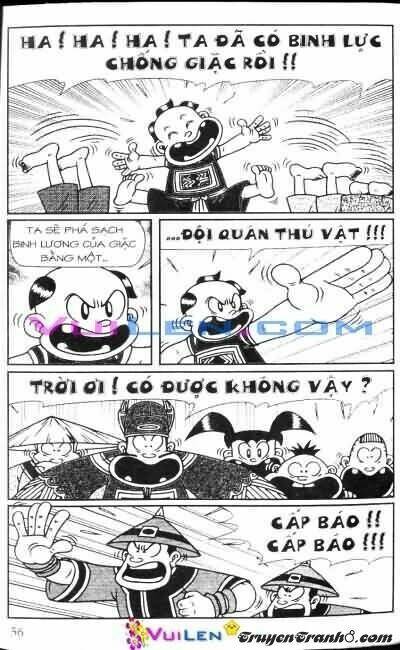 HA! HA! HA! TA ĐÃ CÓ BINH LỰC
CHỐNG GIẶC RỒI!!
TA SẼ PHÁ SẠCH
BINH LƯƠNG CỦA GIẶC
BẰNG MỘT...
...ĐỘI QUÂN THÚ VẬT!!!
VUILEN.COM
TRỜI ƠI! CÓ ĐƯỢC KHÔNG VẬY?
CẤP BÁO!!
CẤP BÁO!!!
56
VUILEN
TruyenTranh8.com